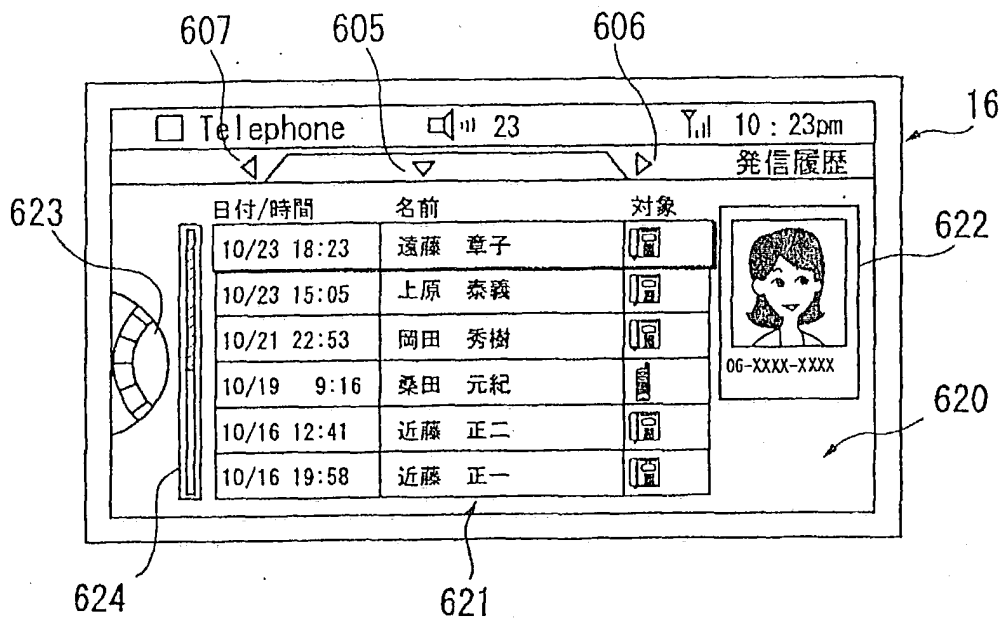 607 605 606
16
Telephone 23 10:23pm
発信履歴
日付/時間 名前 対象
623
622
10/23 18:23 遠藤 章子
10/23 15:05 上原 泰義
10/21 22:53 岡田 秀樹
06-XXXX-XXXX
10/19 9:16 桑田 元紀
620
10/16 12:41 近藤 正二
10/16 19:58 近藤 正一
624
621